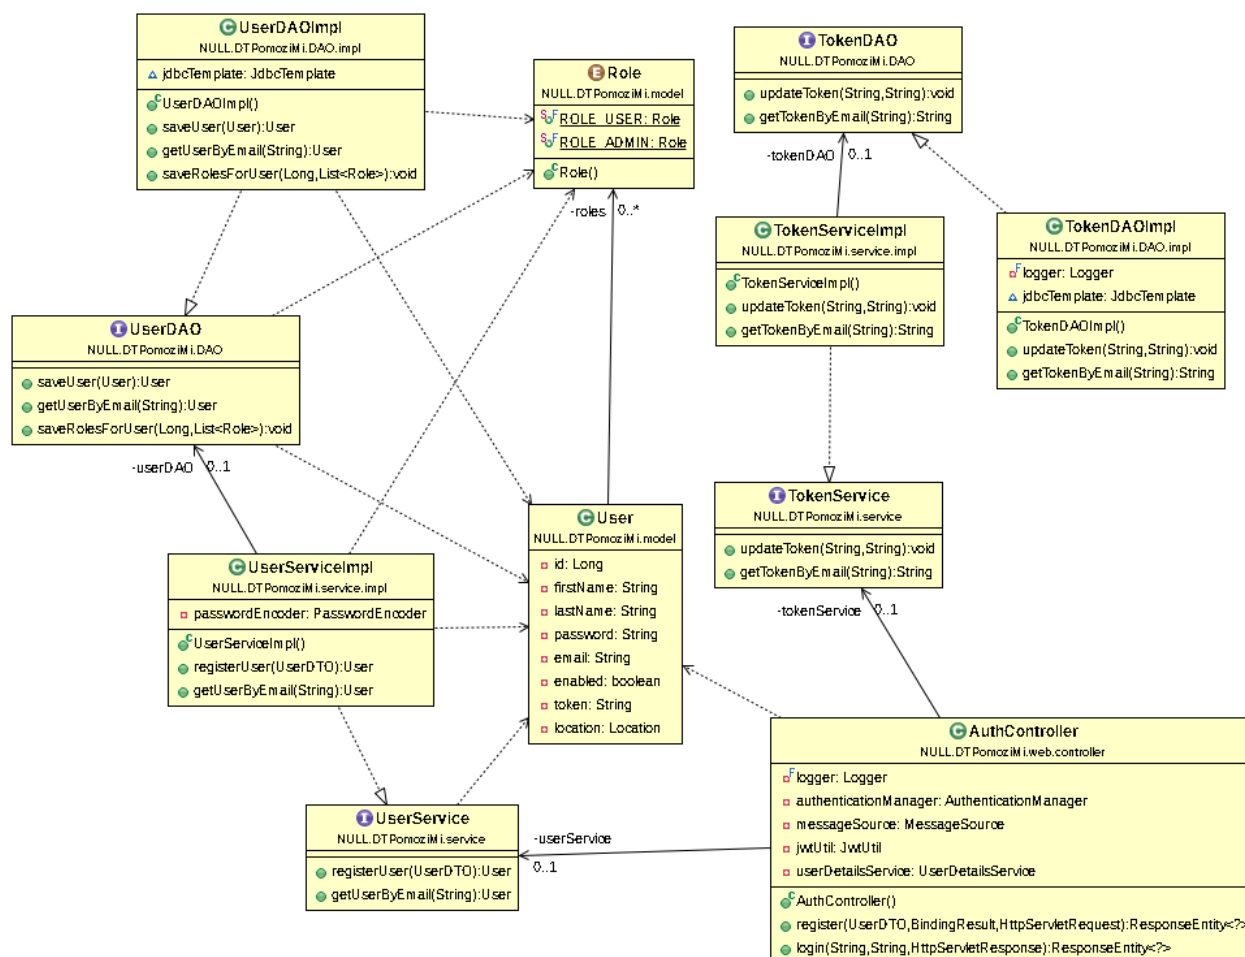 UserDAOImpl
NULL.DTPomoziMi.DAO.impl
jdbcTemplate: JdbcTemplate
UserDAOImpl()
saveUser(User):User
getUserByEmail(String):User
saveRolesForUser(Long,List<Role>):void
Role
NULL.DTPomoziMi.model
ROLE_USER: Role
ROLE_ADMIN: Role
Role()
-roles 0..*
TokenDAO
NULL.DTPomoziMi.DAO
updateToken(String,String):void
getTokenByEmail(String):String
-tokenDAO 0..1
TokenServiceImpl
NULL.DTPomoziMi.service.impl
TokenServiceImpl()
updateToken(String,String):void
getTokenByEmail(String):String
TokenDAOImpl
NULL.DTPomoziMi.DAO.impl
logger: Logger
jdbcTemplate: JdbcTemplate
TokenDAOImpl()
updateToken(String,String):void
getTokenByEmail(String):String
UserDAO
NULL.DTPomoziMi.DAO
saveUser(User):User
getUserByEmail(String):User
saveRolesForUser(Long,List<Role>):void
-userDAO 0..1
TokenService
NULL.DTPomoziMi.service
updateToken(String,String):void
getTokenByEmail(String):String
-tokenService 0..1
User
NULL.DTPomoziMi.model
id: Long
firstName: String
lastName: String
password: String
email: String
enabled: boolean
token: String
location: Location
UserServiceImpl
NULL.DTPomoziMi.service.impl
passwordEncoder: PasswordEncoder
UserServiceImpl()
registerUser(UserDTO):User
getUserByEmail(String):User
UserService
NULL.DTPomoziMi.service
registerUser(UserDTO):User
getUserByEmail(String):User
-userService
0..1
AuthController
NULL.DTPomoziMi.web.controller
logger: Logger
authenticationManager: AuthenticationManager
messageSource: MessageSource
jwtUtil: JwtUtil
userDetailsService: UserDetailsService
AuthController()
register(UserDTO,BindingResult,HttpServletRequest):ResponseEntity<?>
login(String,String,HttpServletResponse):ResponseEntity<?>